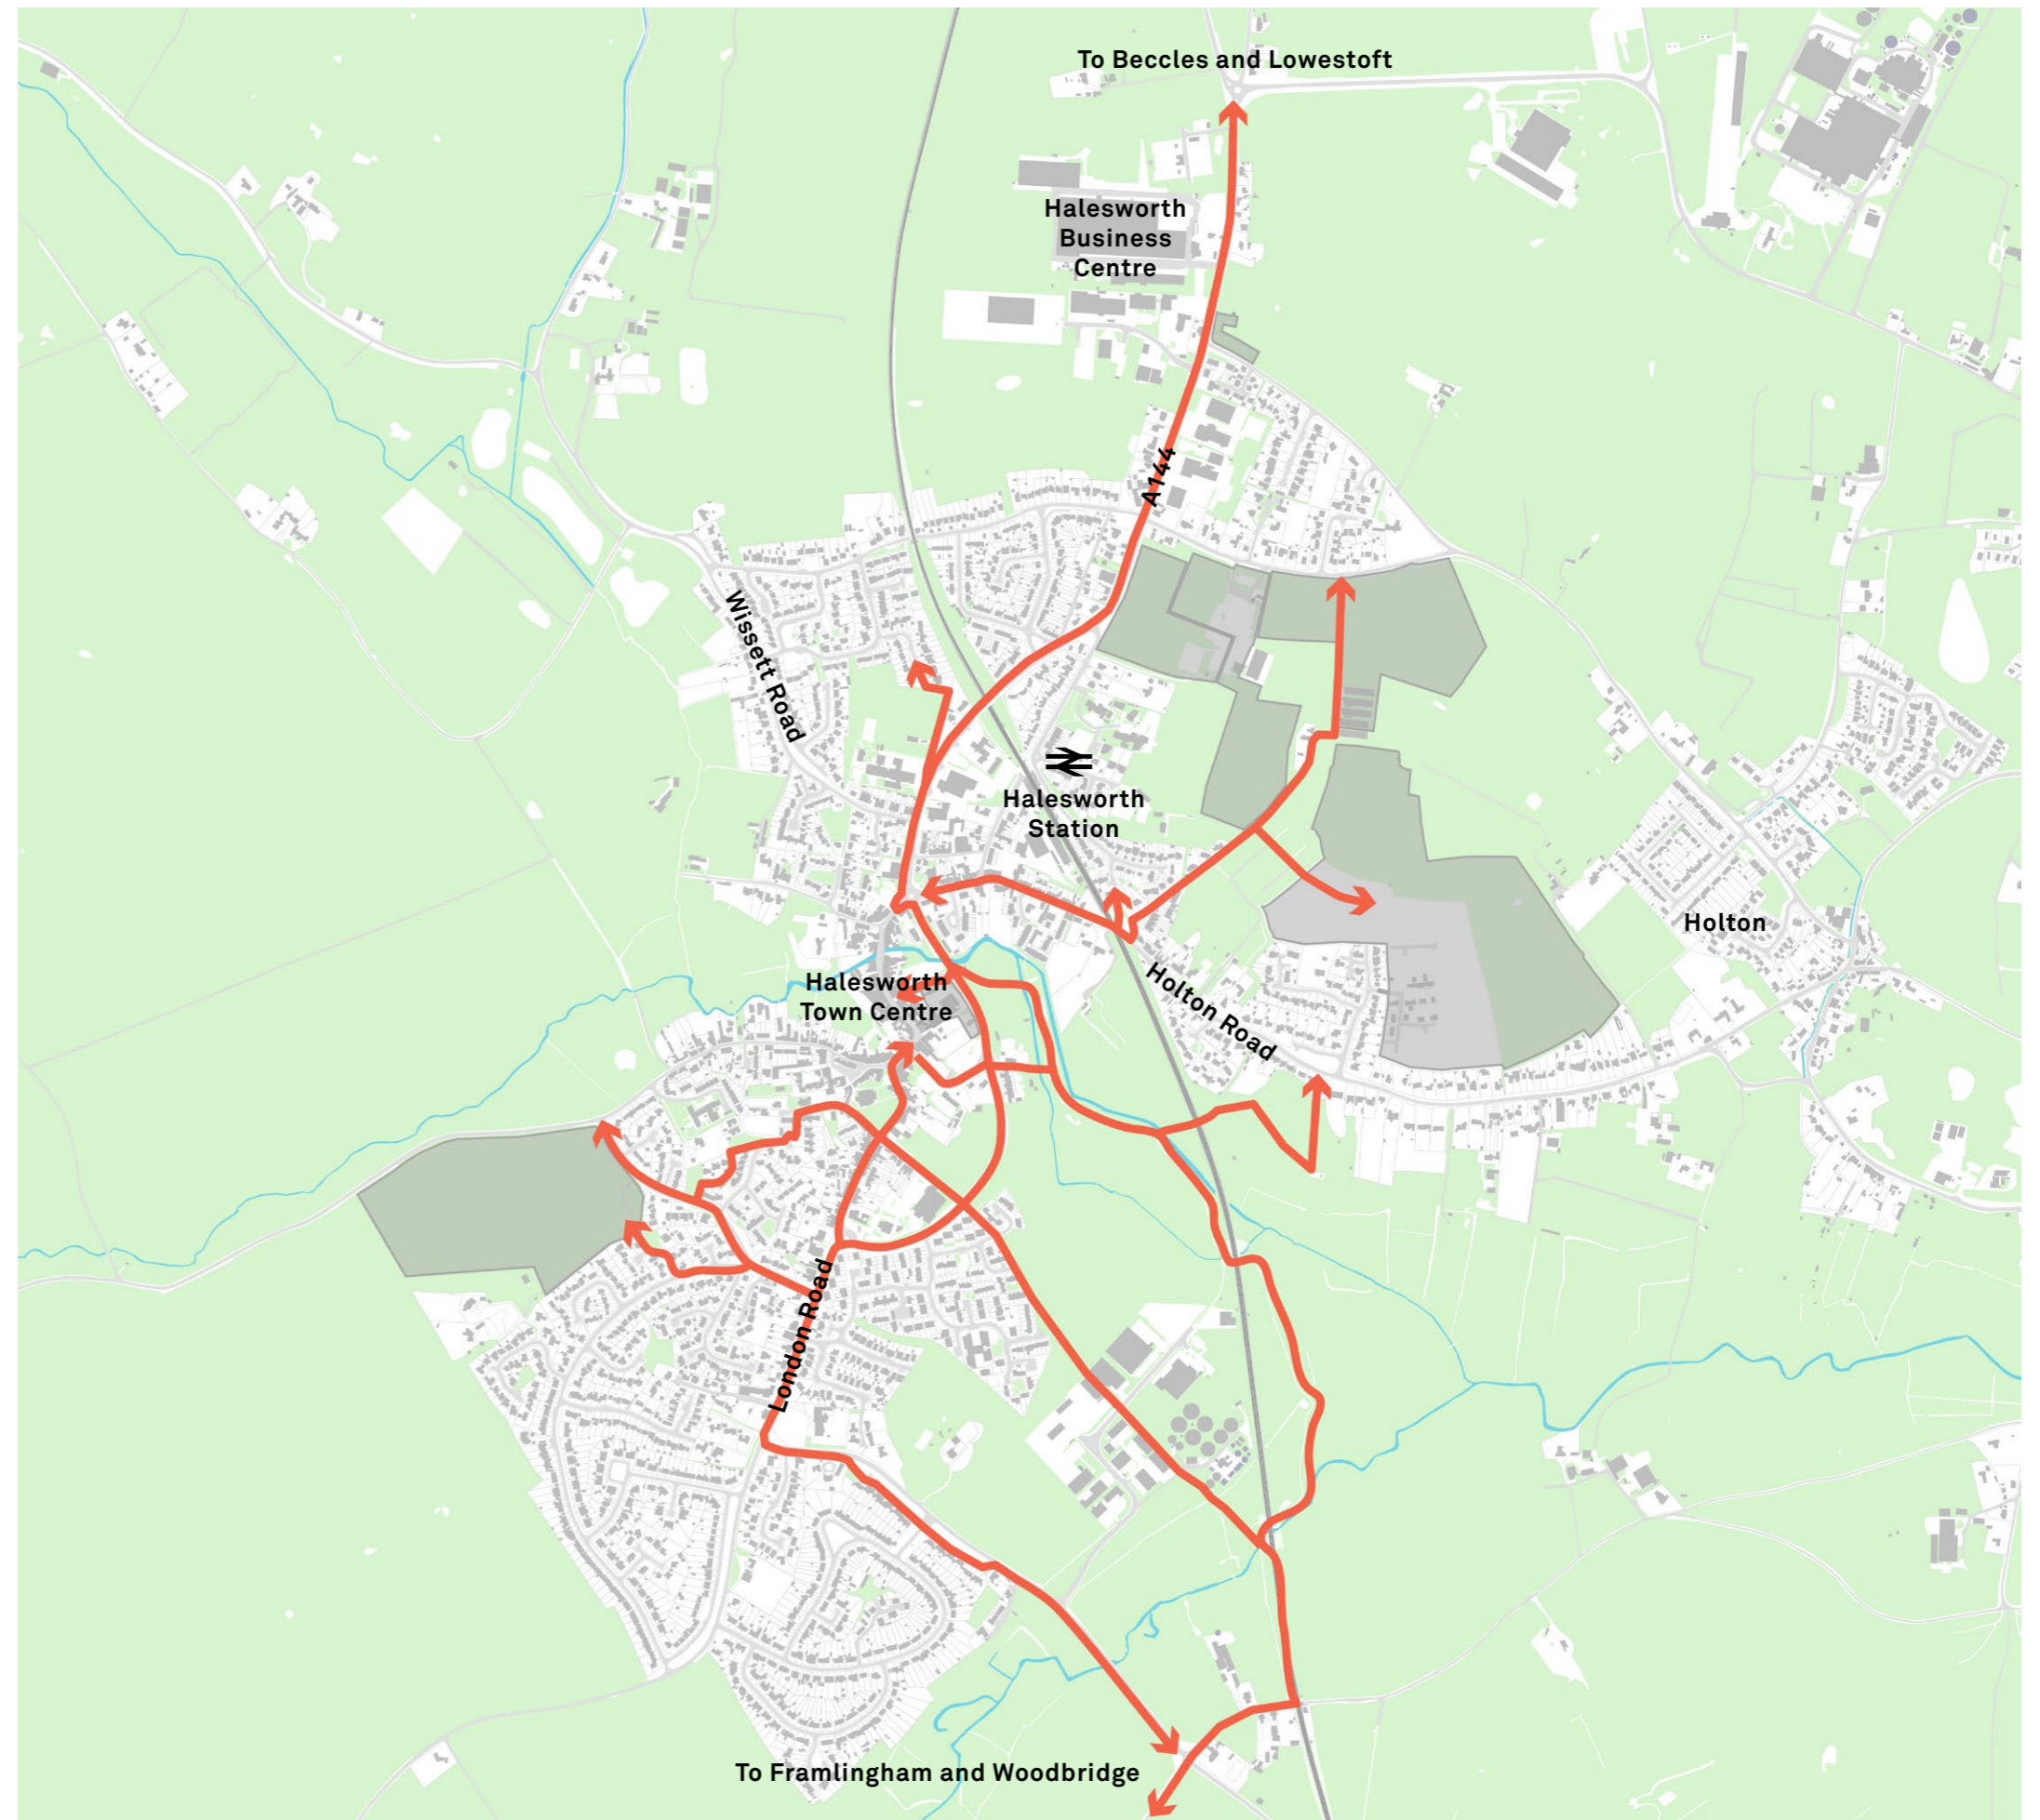 To Beccles and Lowestoft
Halesworth
Business
Centre
A144
Wissett Road
Halesworth
Station
Holton
Halesworth
Town Centre
Holton Road
London Road
To Framlingham and Woodbridge